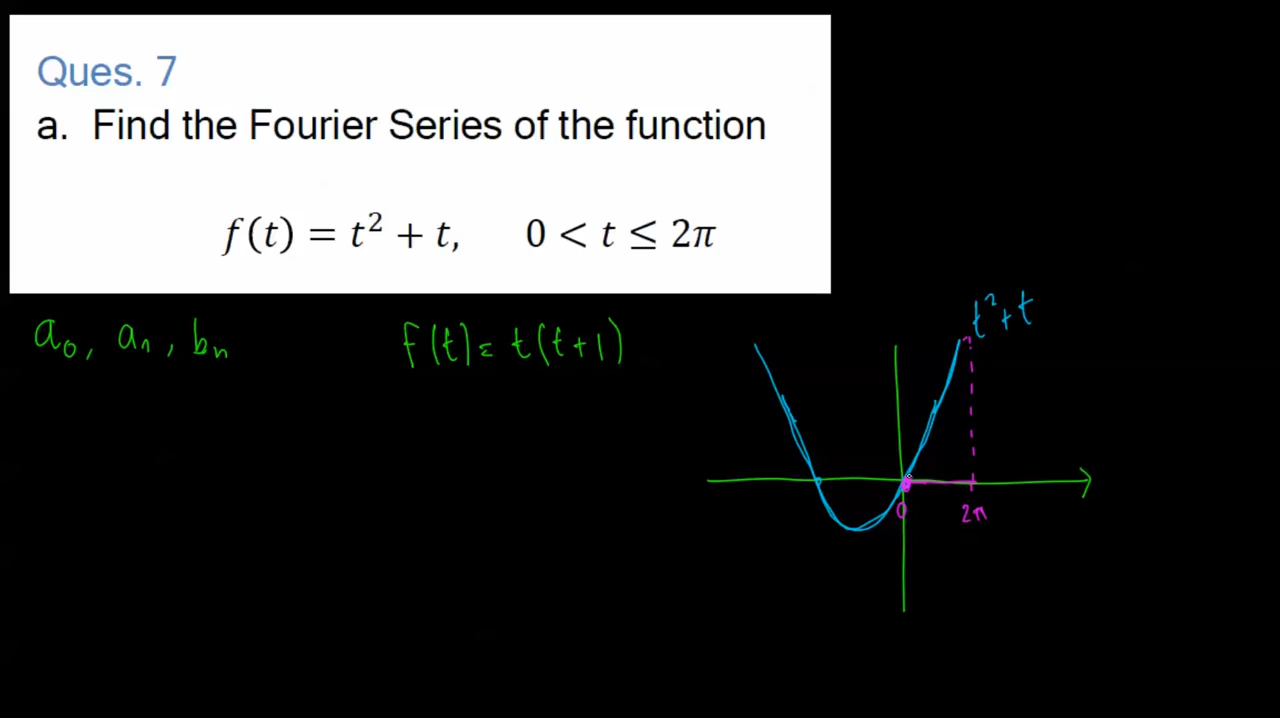 Ques. 7
a. Find the Fourier Series of the function
f(t) = t² + t, 0 < t ≤ 2π
a₀, aₙ, bₙ
f(t) = t(t+1)
t² + t
0
2π